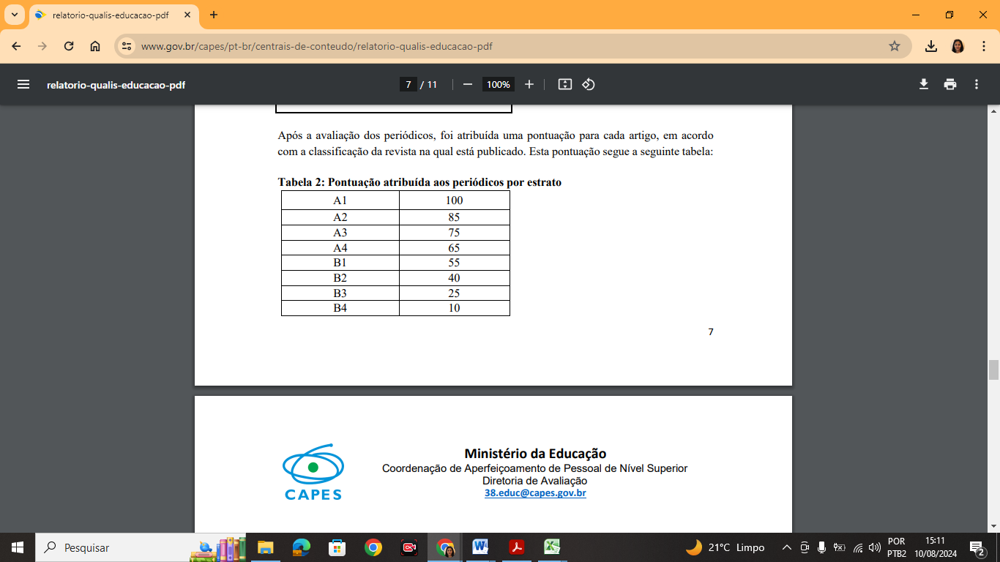 relatorio-qualis-educacao-pdf
www.gov.br/capes/pt-br/centrais-de-conteudo/relatorio-qualis-educacao-pdf
relatorio-qualis-educacao-pdf
7 / 11
100%
Após a avaliação dos periódicos, foi atribuída uma pontuação para cada artigo, em acordo
com a classificação da revista na qual está publicado. Esta pontuação segue a seguinte tabela:
Tabela 2: Pontuação atribuída aos periódicos por estrato
A1 100
A2 85
A3 75
A4 65
B1 55
B2 40
B3 25
B4 10
7
CAPES
Ministério da Educação
Coordenação de Aperfeiçoamento de Pessoal de Nível Superior
Diretoria de Avaliação
38.educ@capes.gov.br
Pesquisar
21°C Limpo
POR
PTB2
15:11
10/08/2024
2